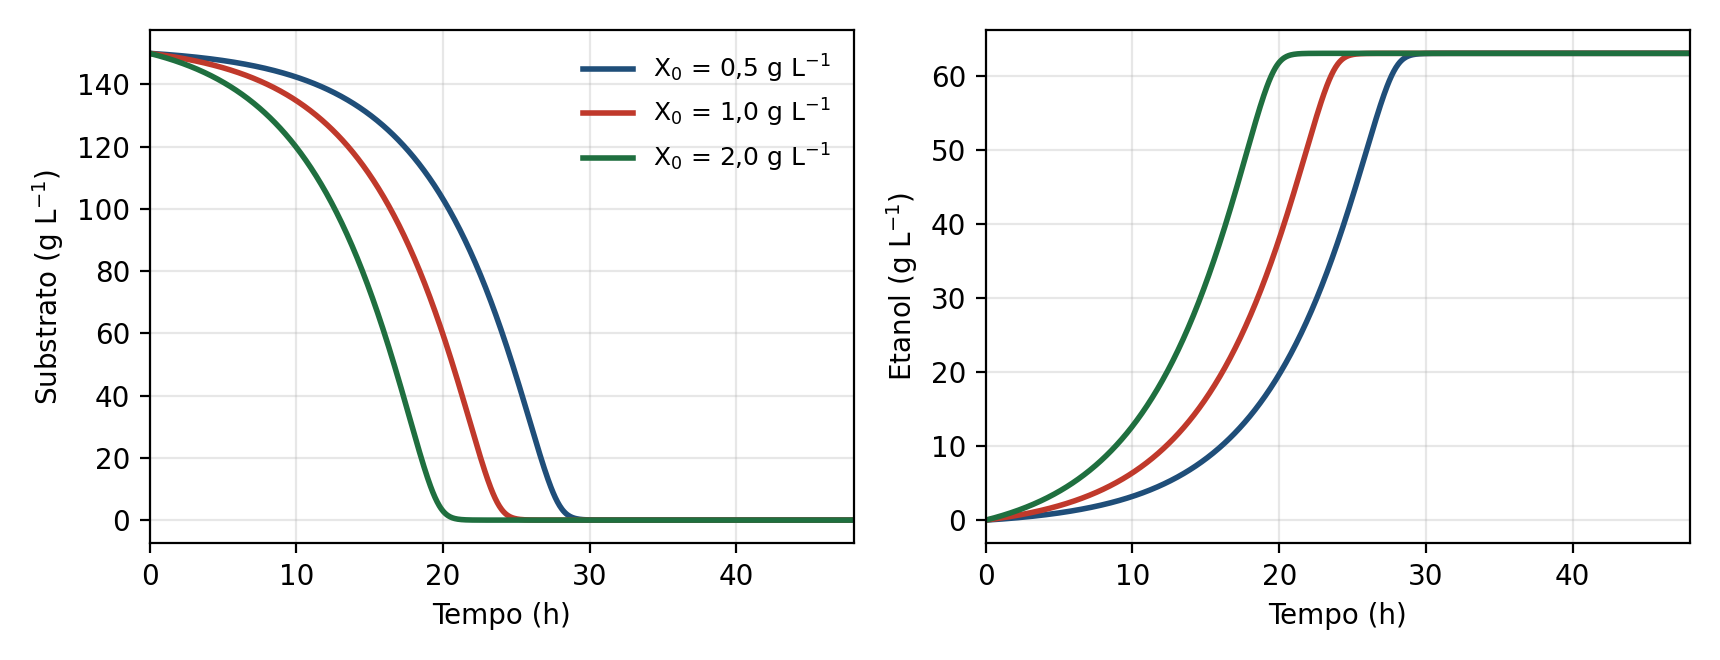 Substrato (g L⁻¹)
140
120
100
80
60
40
20
0
X₀ = 0,5 g L⁻¹
X₀ = 1,0 g L⁻¹
X₀ = 2,0 g L⁻¹
0 10 20 30 40
Tempo (h)
Etanol (g L⁻¹)
60
50
40
30
20
10
0
0 10 20 30 40
Tempo (h)